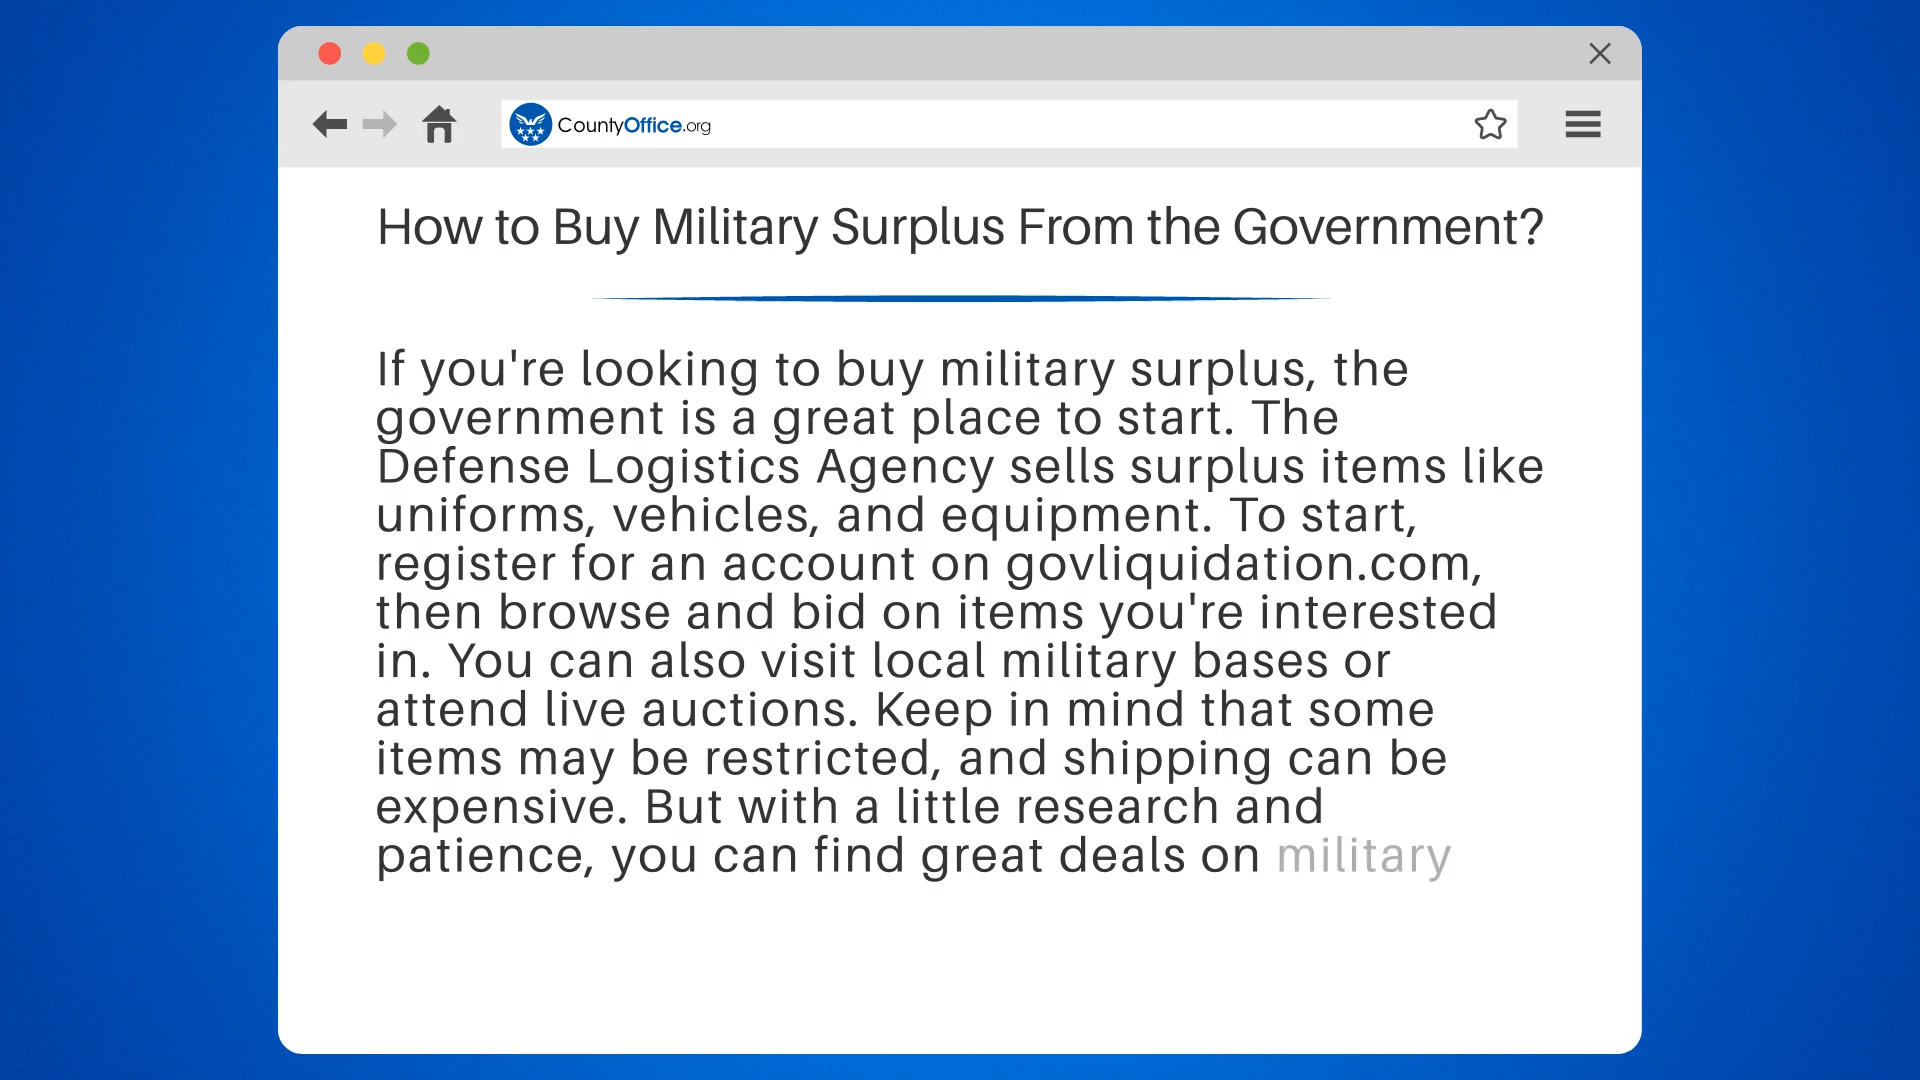 CountyOffice.org
How to Buy Military Surplus From the Government?
If you're looking to buy military surplus, the
government is a great place to start. The
Defense Logistics Agency sells surplus items like
uniforms, vehicles, and equipment. To start,
register for an account on govliquidation.com,
then browse and bid on items you're interested
in. You can also visit local military bases or
attend live auctions. Keep in mind that some
items may be restricted, and shipping can be
expensive. But with a little research and
patience, you can find great deals on military